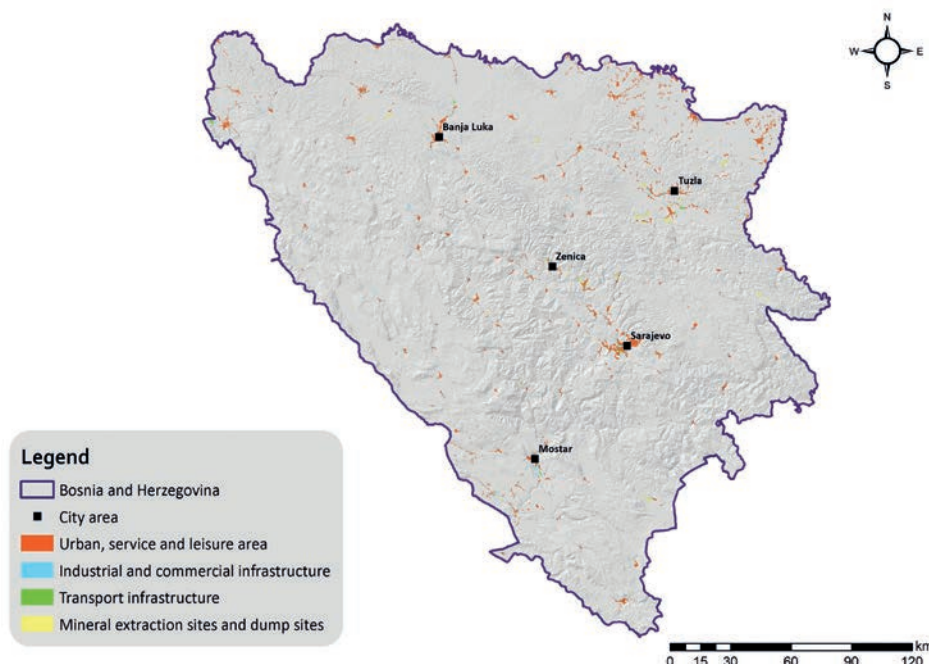 N
W E
S
Banja Luka
Tuzla
Zenica
Sarajevo
Mostar
Legend
Bosnia and Herzegovina
City area
Urban, service and leisure area
Industrial and commercial infrastructure
Transport infrastructure
Mineral extraction sites and dump sites
km
0 15 30 60 90 120